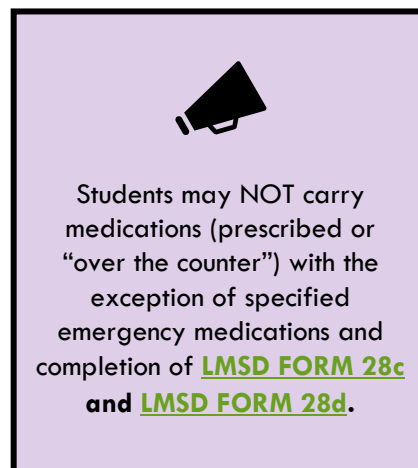 Students may NOT carry
medications (prescribed or
“over the counter”) with the
exception of specified
emergency medications and
completion of LMSD FORM 28c
and LMSD FORM 28d.